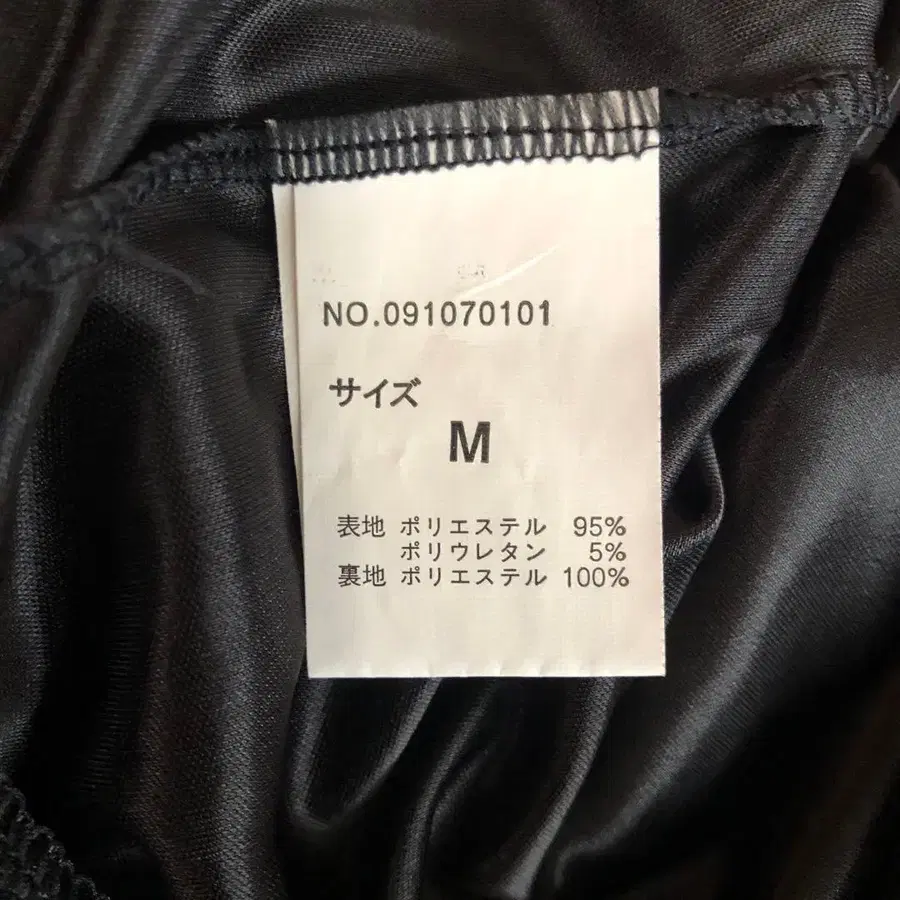 NO.091070101
サイズ
M
表地 ポリエステル 95%
ポリウレタン 5%
裏地 ポリエステル 100%